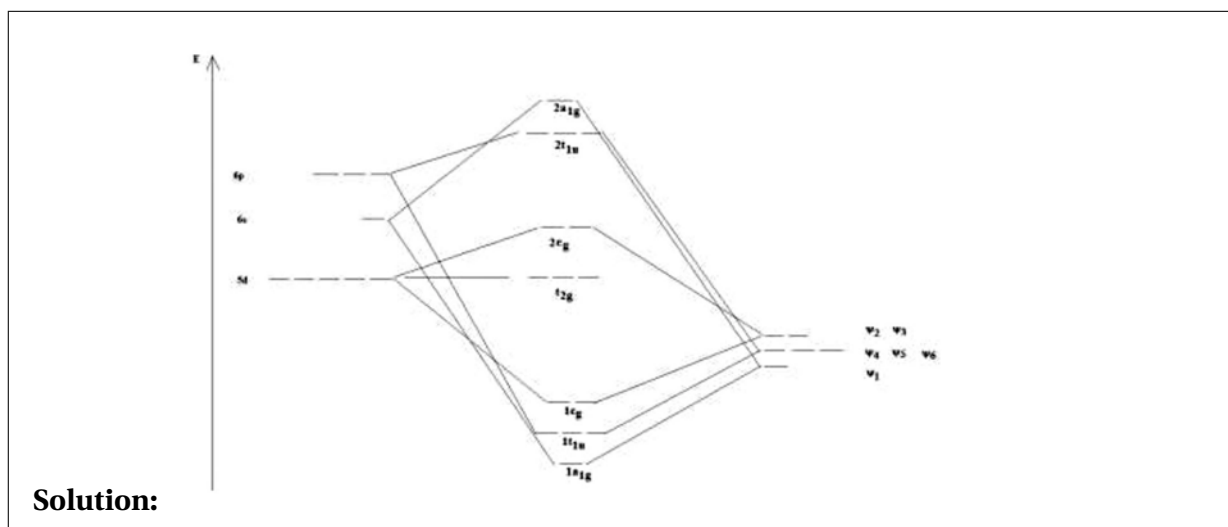 E
2a1g
2t1u
6p
6s
2eg
5d
t2g
Ψ2 Ψ3
Ψ4 Ψ5 Ψ6
Ψ1
1eg
1t1u
1a1g
Solution: